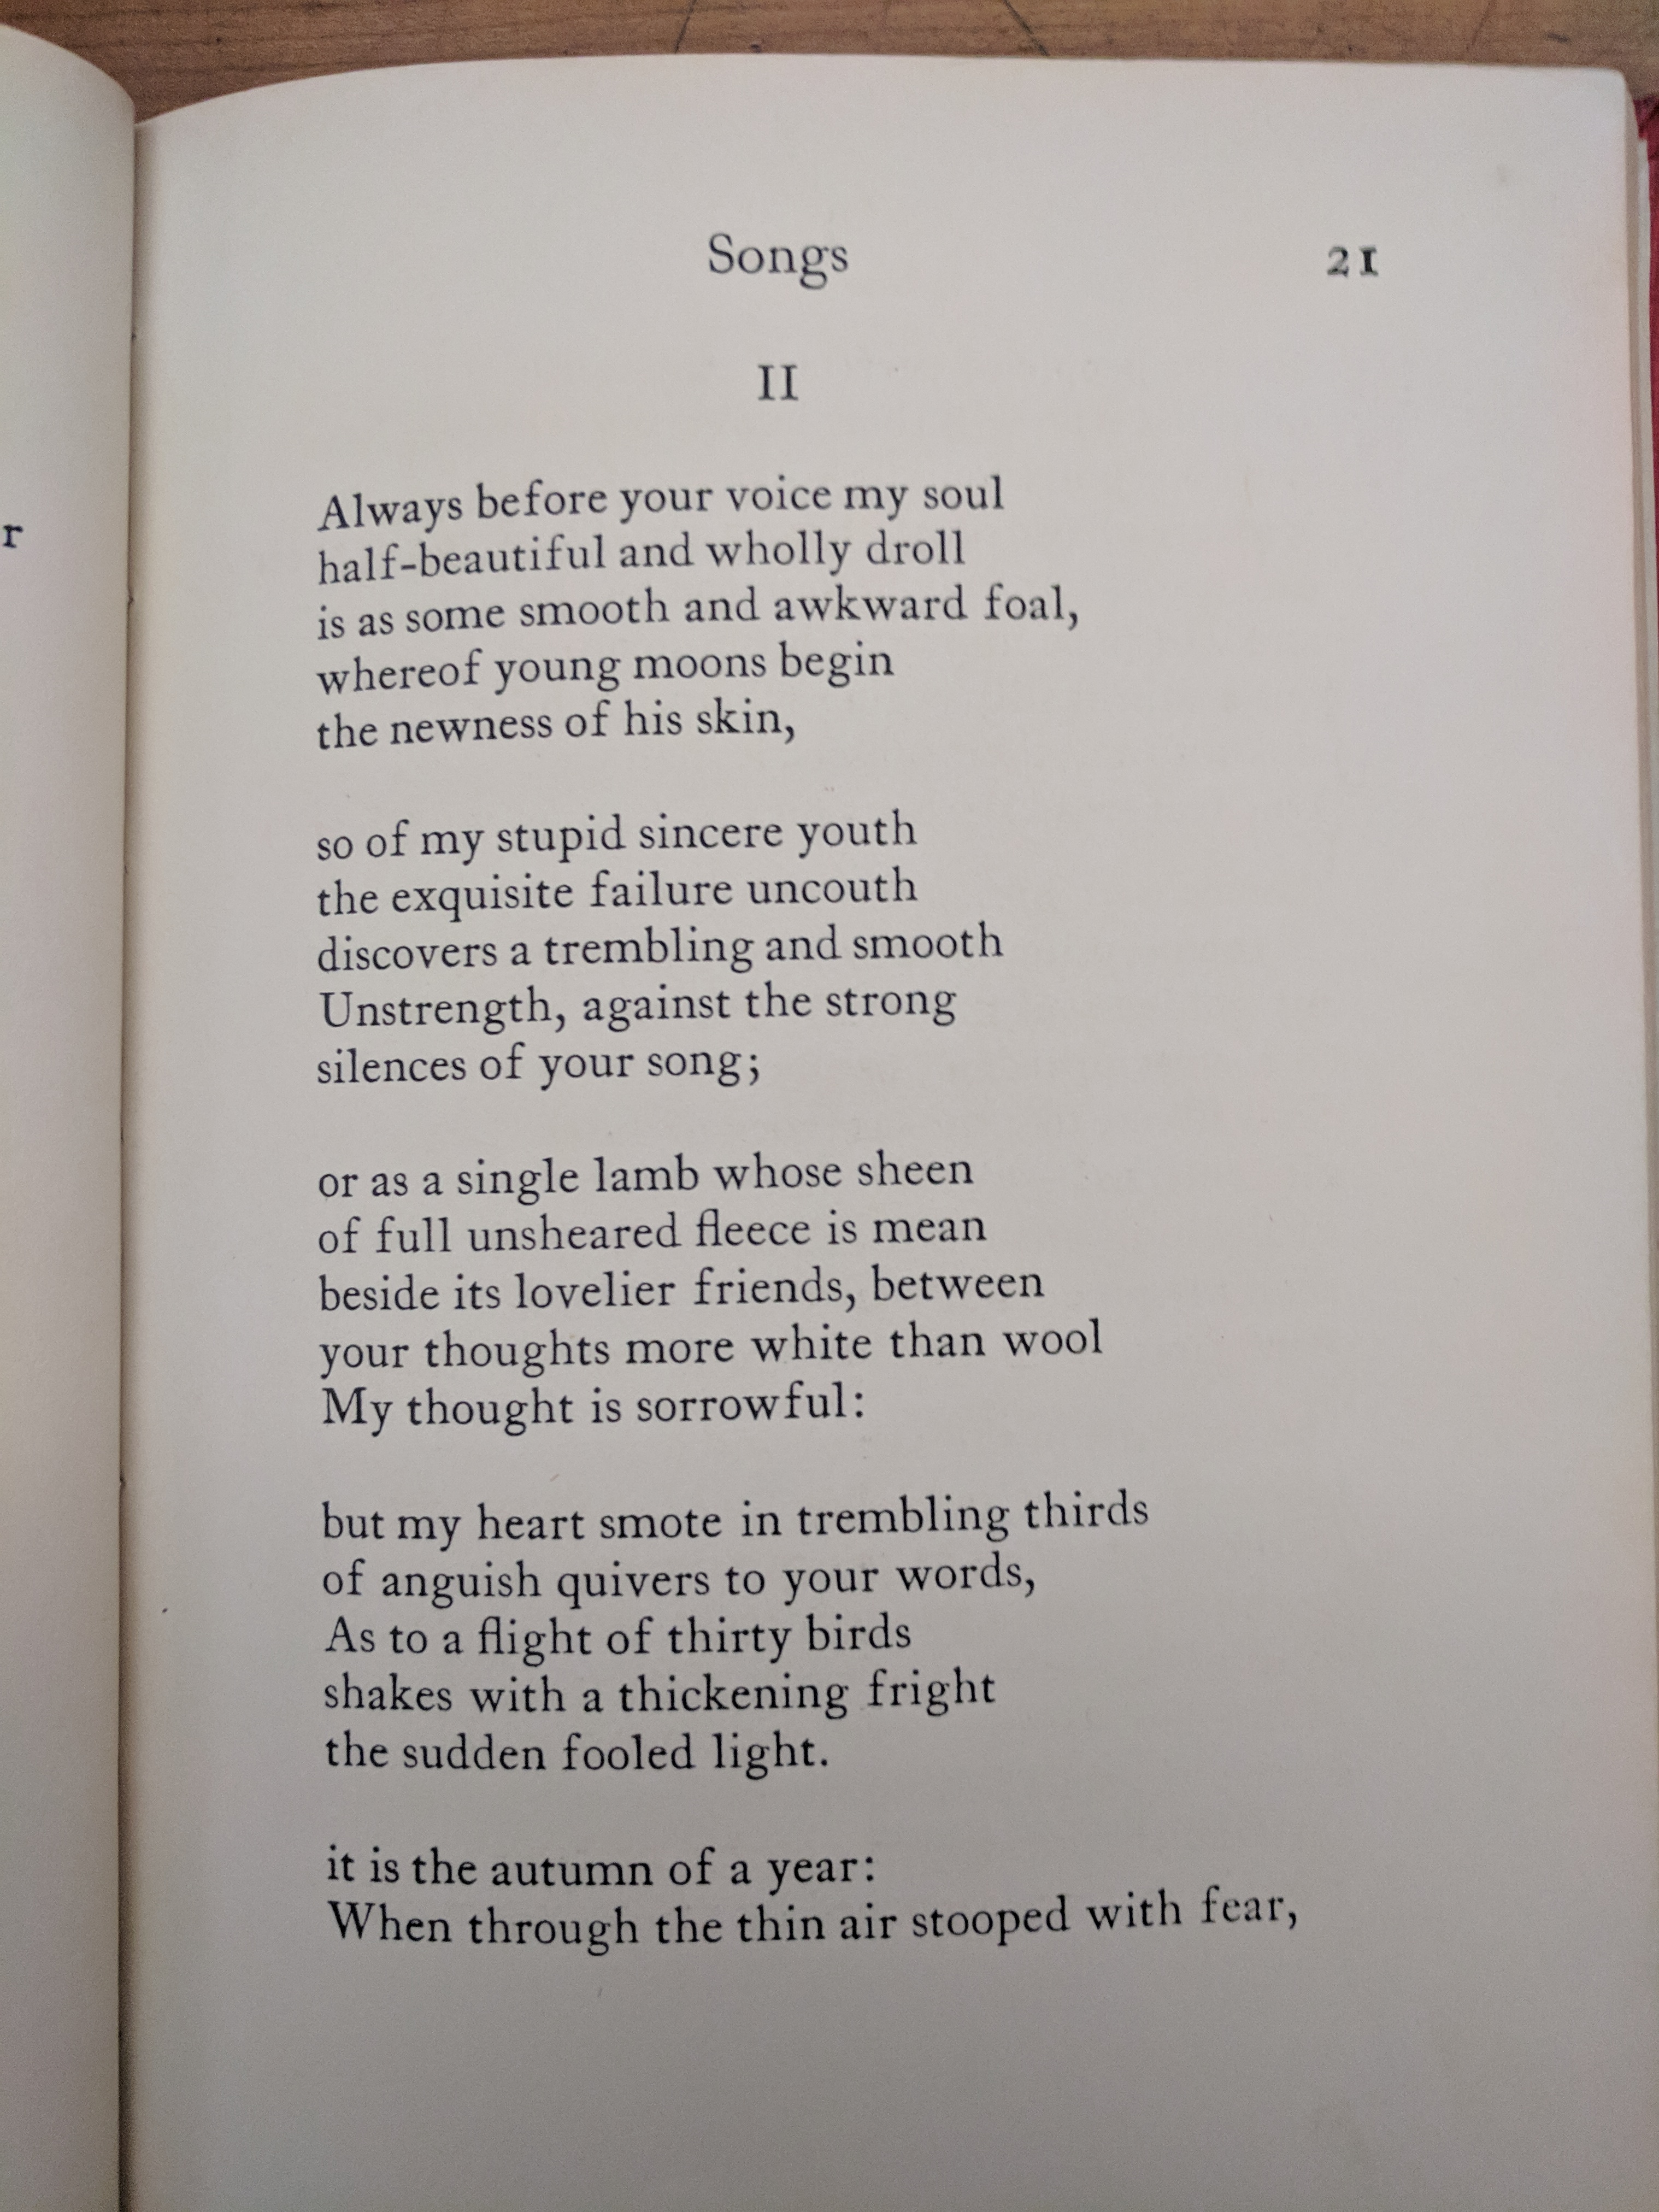 Songs 21
II
Always before your voice my soul
half-beautiful and wholly droll
is as some smooth and awkward foal,
whereof young moons begin
the newness of his skin,
so of my stupid sincere youth
the exquisite failure uncouth
discovers a trembling and smooth
Unstrength, against the strong
silences of your song;
or as a single lamb whose sheen
of full unsheared fleece is mean
beside its lovelier friends, between
your thoughts more white than wool
My thought is sorrowful:
but my heart smote in trembling thirds
of anguish quivers to your words,
As to a flight of thirty birds
shakes with a thickening fright
the sudden fooled light.
it is the autumn of a year:
When through the thin air stooped with fear,
r